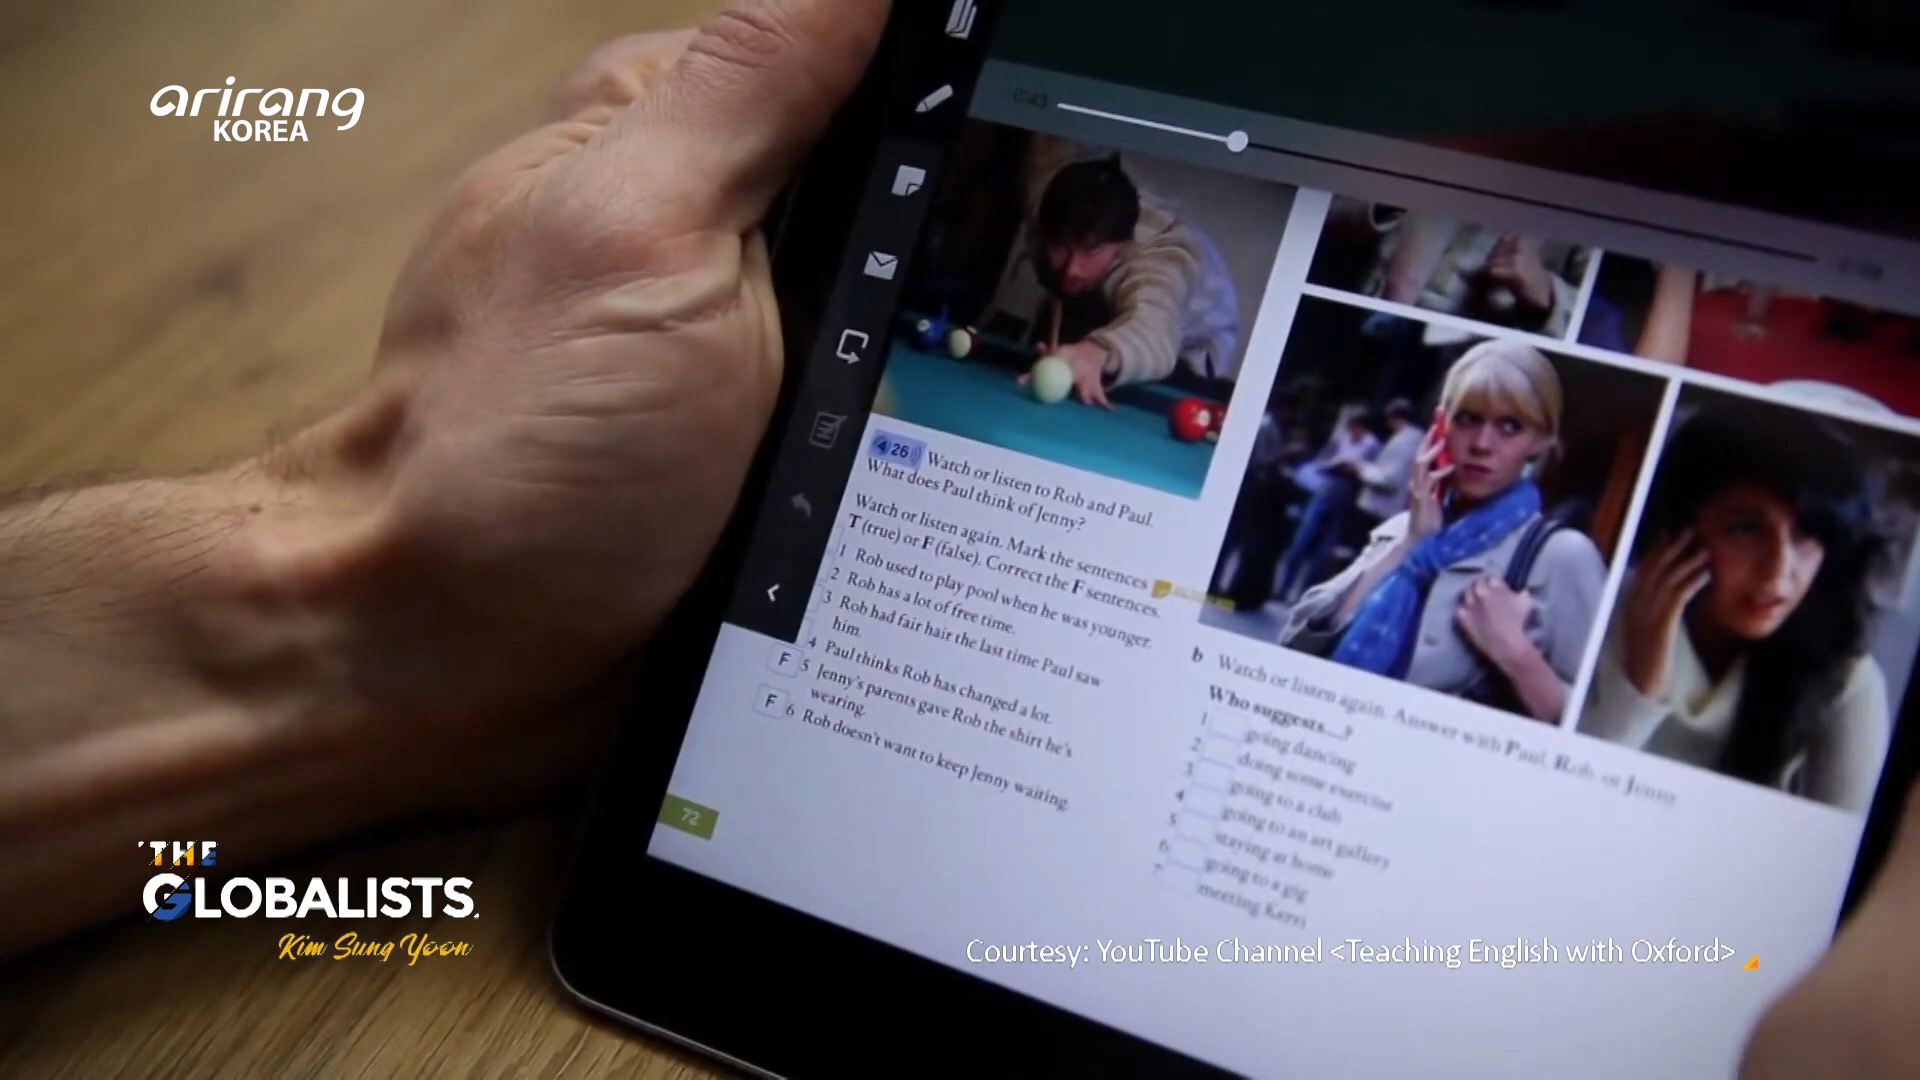 arirang
KOREA
0:43
4 26 Watch or listen to Rob and Paul.
What does Paul think of Jenny?
Watch or listen again. Mark the sentences
T (true) or F (false). Correct the F sentences.
1 Rob used to play pool when he was younger.
2 Rob has a lot of free time.
3 Rob had fair hair the last time Paul saw
him.
4 Paul thinks Rob has changed a lot.
F 5 Jenny's parents gave Rob the shirt he's
wearing.
F 6 Rob doesn't want to keep Jenny waiting.
72
b Watch or listen again. Answer with Paul, Rob, or Jenny
Who suggests...?
1 going dancing
2 doing some exercise
3 going to a club
4 going to an art gallery
5 staying at home
6 going to a gig
7 meeting Kerri
THE
GLOBALISTS.
Kim Sung Yoon
Courtesy: YouTube Channel <Teaching English with Oxford>